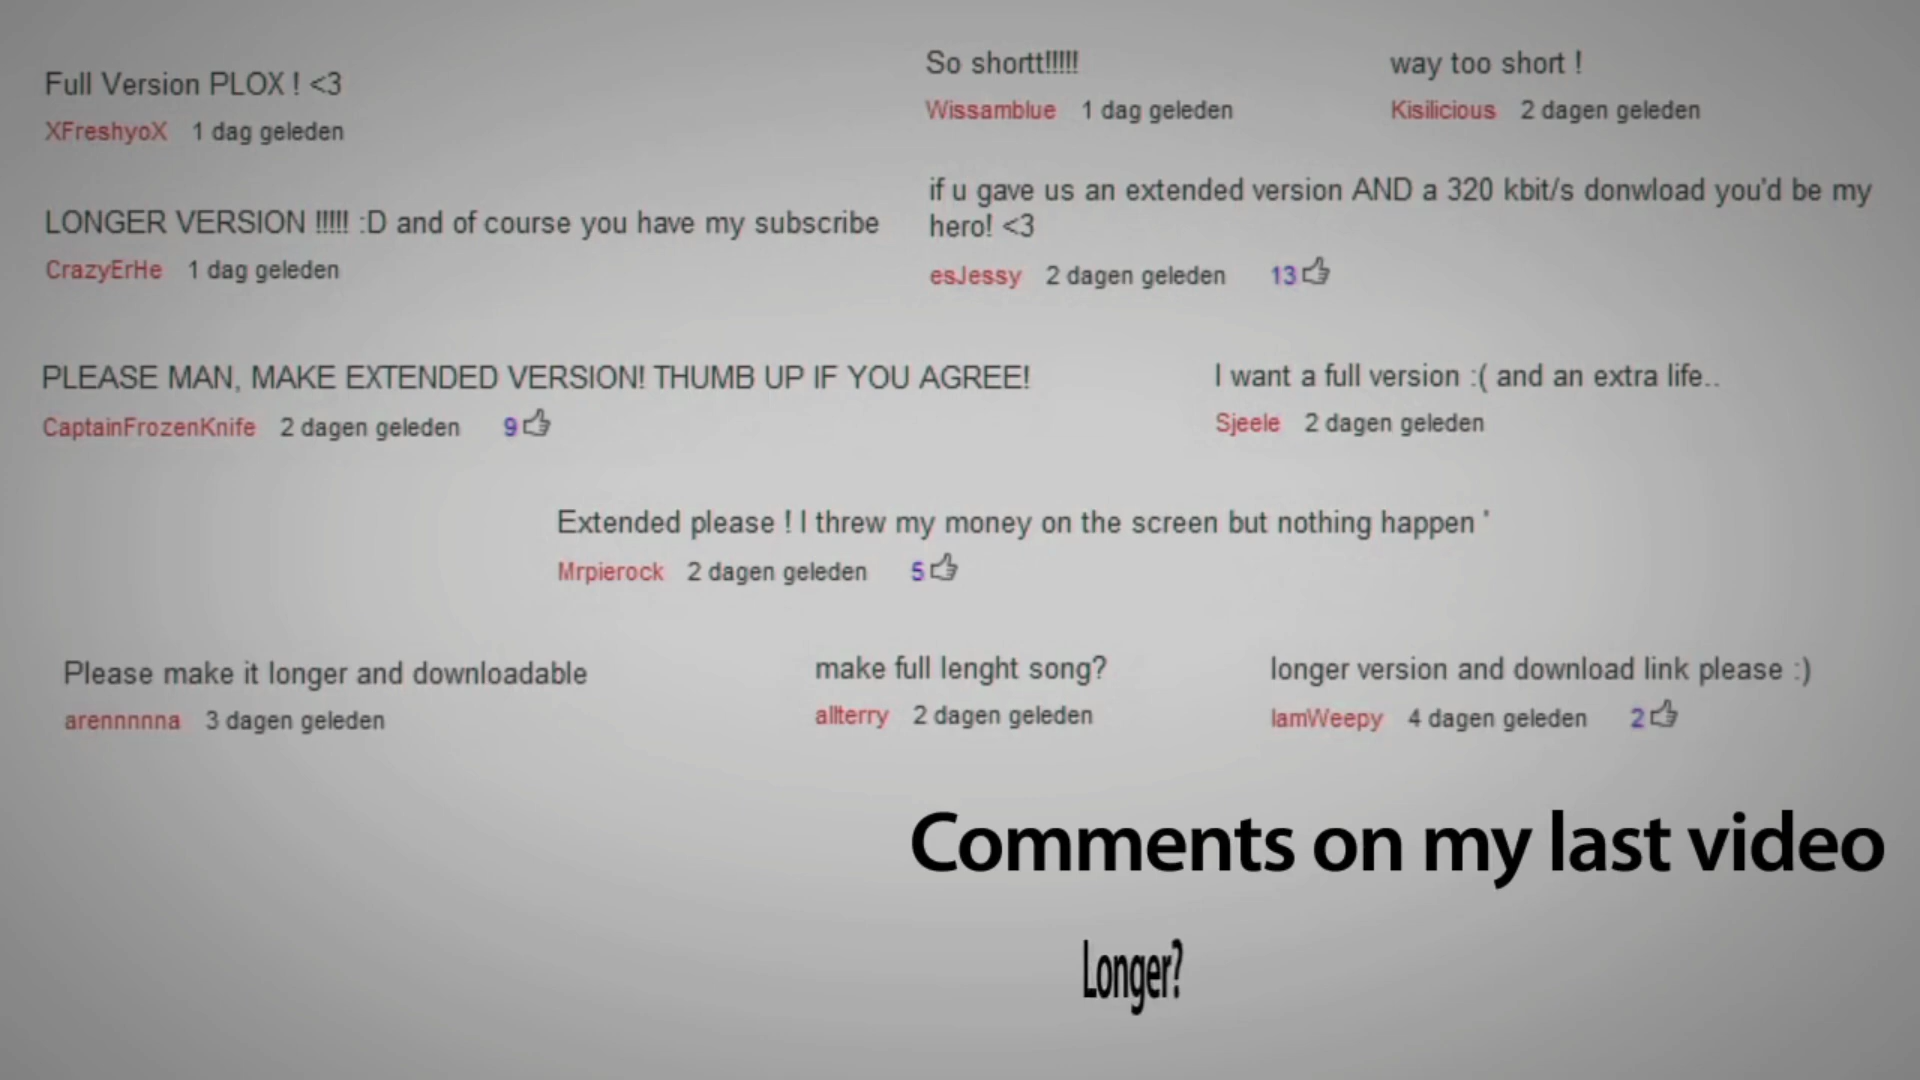 Full Version PLOX ! <3
XFreshyoX 1 dag geleden
So shortt!!!!!
Wissamblue 1 dag geleden
way too short !
Kisilicious 2 dagen geleden
LONGER VERSION !!!!! :D and of course you have my subscribe
CrazyErHe 1 dag geleden
if u gave us an extended version AND a 320 kbit/s donwload you'd be my
hero! <3
esJessy 2 dagen geleden 13
PLEASE MAN, MAKE EXTENDED VERSION! THUMB UP IF YOU AGREE!
CaptainFrozenKnife 2 dagen geleden 9
I want a full version :( and an extra life..
Sjeele 2 dagen geleden
Extended please ! I threw my money on the screen but nothing happen '
Mrpierock 2 dagen geleden 5
Please make it longer and downloadable
arennnnna 3 dagen geleden
make full lenght song?
allterry 2 dagen geleden
longer version and download link please :)
IamWeepy 4 dagen geleden 2
Comments on my last video
Longer?